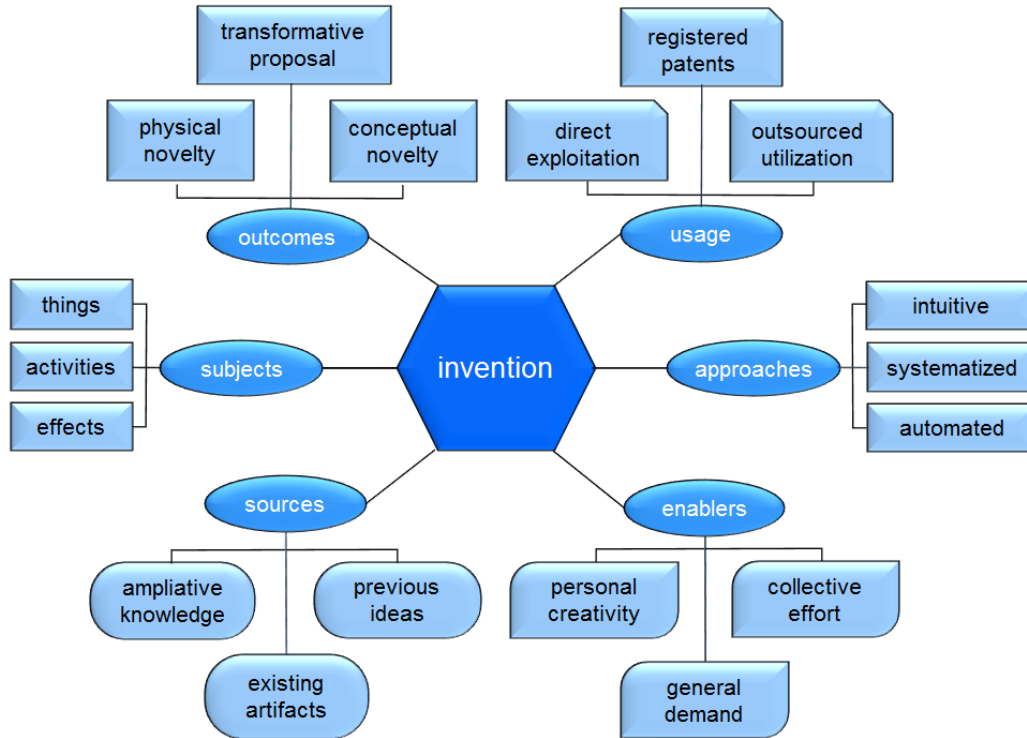 transformative
proposal
physical
novelty
conceptual
novelty
outcomes
registered
patents
direct
exploitation
outsourced
utilization
usage
things
activities
effects
subjects
invention
approaches
intuitive
systematized
automated
sources
ampliative
knowledge
previous
ideas
existing
artifacts
enablers
personal
creativity
collective
effort
general
demand